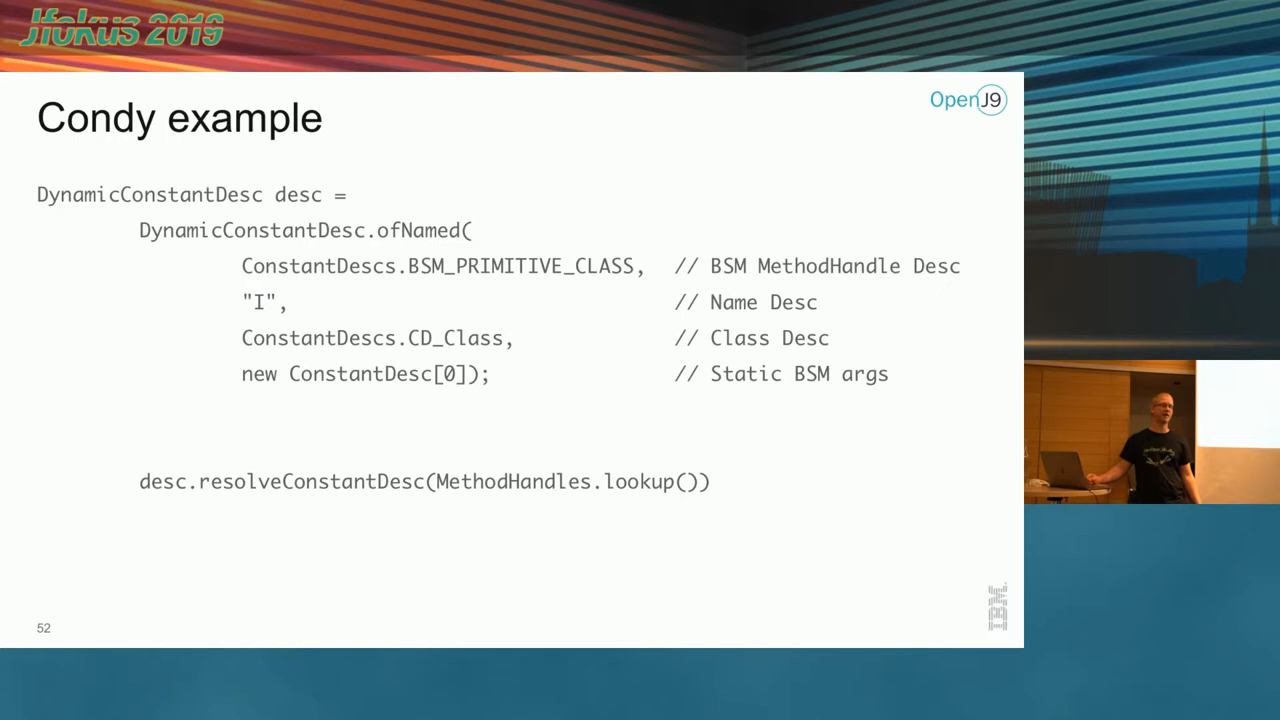 Jfokus 2019
Condy example
OpenJ9
DynamicConstantDesc desc =
DynamicConstantDesc.ofNamed(
ConstantDescs.BSM_PRIMITIVE_CLASS, // BSM MethodHandle Desc
"I", // Name Desc
ConstantDescs.CD_Class, // Class Desc
new ConstantDesc[0]); // Static BSM args
desc.resolveConstantDesc(MethodHandles.lookup())
52
IBM